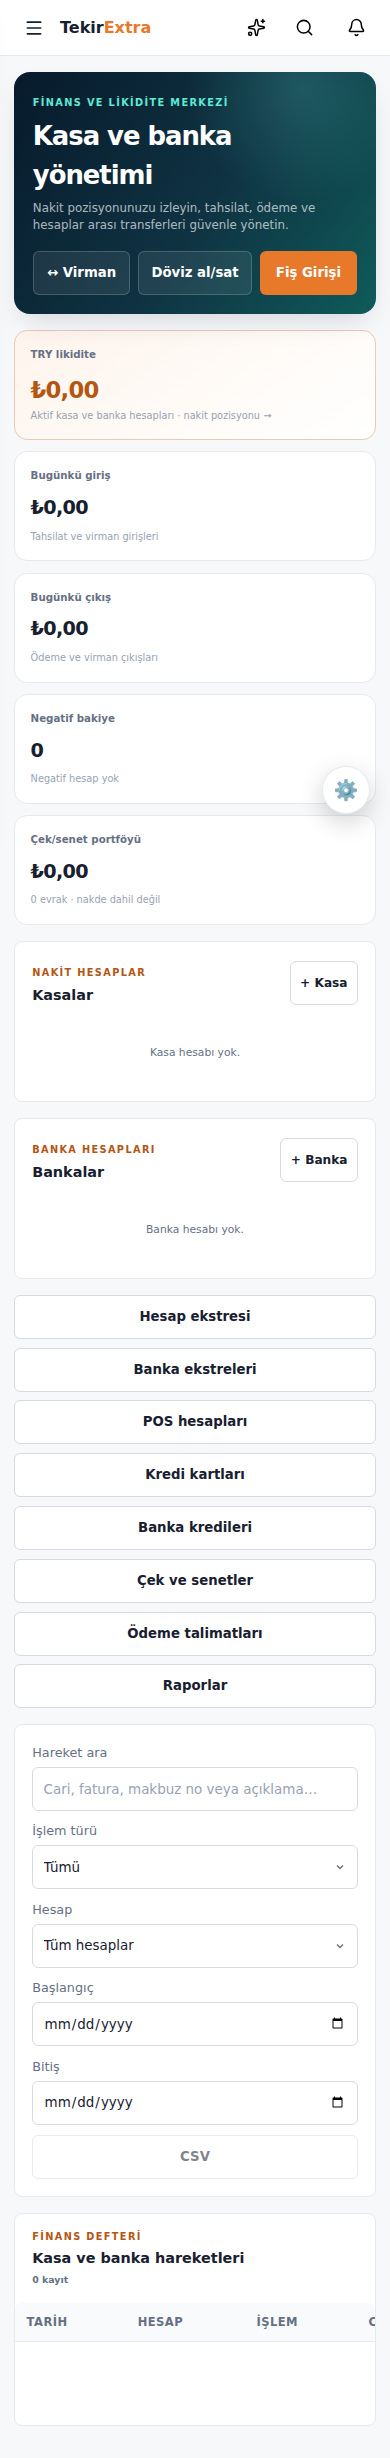 TekirExtra
FİNANS VE LİKİDİTE MERKEZİ
Kasa ve banka
yönetimi
Nakit pozisyonunuzu izleyin, tahsilat, ödeme ve
hesaplar arası transferleri güvenle yönetin.
↔ Virman
Döviz al/sat
Fiş Girişi
TRY likidite
₺0,00
Aktif kasa ve banka hesapları · nakit pozisyonu →
Bugünkü giriş
₺0,00
Tahsilat ve virman girişleri
Bugünkü çıkış
₺0,00
Ödeme ve virman çıkışları
Negatif bakiye
0
Negatif hesap yok
Çek/senet portföyü
₺0,00
0 evrak · nakde dahil değil
NAKİT HESAPLAR
Kasalar
+ Kasa
Kasa hesabı yok.
BANKA HESAPLARI
Bankalar
+ Banka
Banka hesabı yok.
Hesap ekstresi
Banka ekstreleri
POS hesapları
Kredi kartları
Banka kredileri
Çek ve senetler
Ödeme talimatları
Raporlar
Hareket ara
Cari, fatura, makbuz no veya açıklama...
İşlem türü
Tümü
Hesap
Tüm hesaplar
Başlangıç
mm/dd/yyyy
Bitiş
mm/dd/yyyy
CSV
FİNANS DEFTERİ
Kasa ve banka hareketleri
0 kayıt
TARİH HESAP İŞLEM